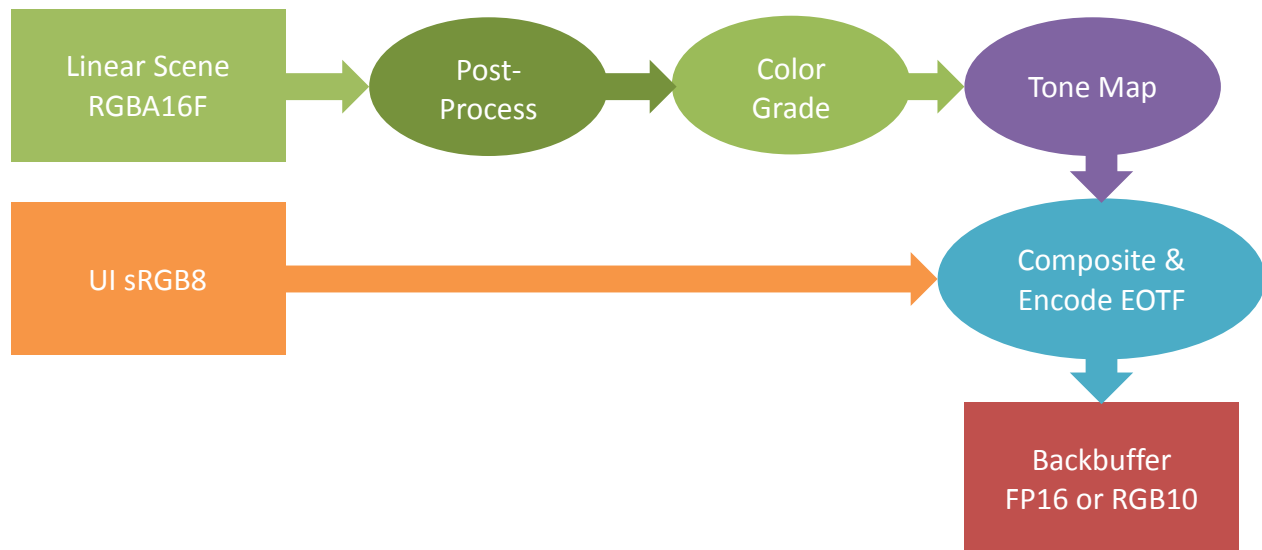 Linear Scene
RGBA16F
Post-
Process
Color
Grade
Tone Map
UI sRGB8
Composite &
Encode EOTF
Backbuffer
FP16 or RGB10